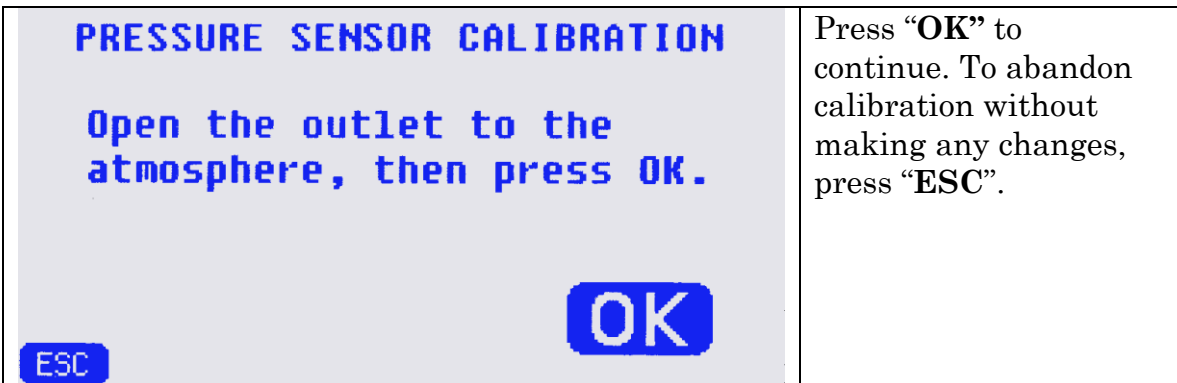 PRESSURE SENSOR CALIBRATION
Open the outlet to the
atmosphere, then press OK.
OK
ESC
Press “OK” to
continue. To abandon
calibration without
making any changes,
press “ESC”.